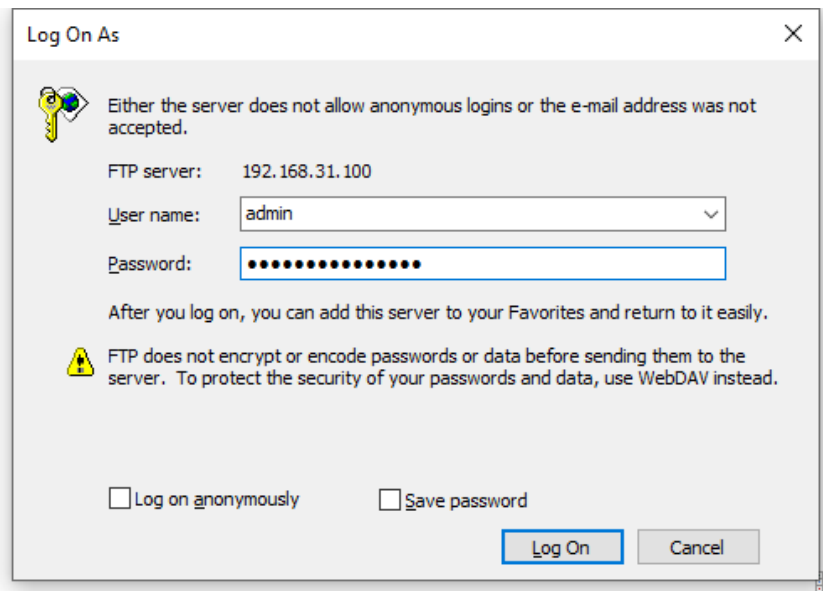 Log On As
Either the server does not allow anonymous logins or the e-mail address was not
accepted.
FTP server: 192.168.31.100
User name: admin
Password: ●●●●●●●●●●●●●●●
After you log on, you can add this server to your Favorites and return to it easily.
FTP does not encrypt or encode passwords or data before sending them to the
server. To protect the security of your passwords and data, use WebDAV instead.
Log on anonymously Save password
Log On Cancel